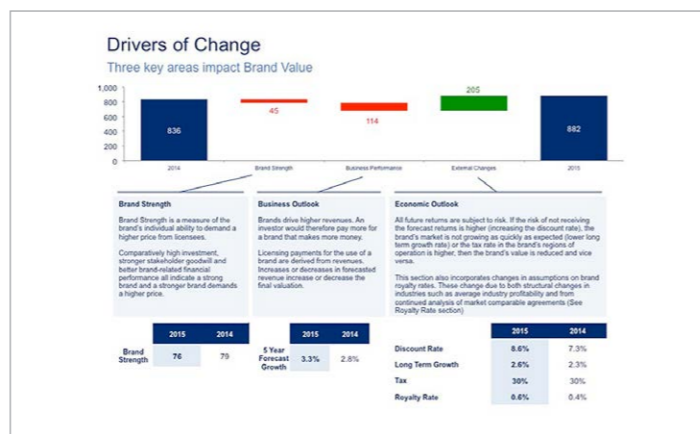 Drivers of Change
Three key areas impact Brand Value
1,000
800
600
400
200
0
836
45
114
205
882
2014
Brand Strength
Business Performance
External Changes
2015
Brand Strength
Brand Strength is a measure of the
brand's individual ability to demand a
higher price from licensees.
Comparatively high investment,
stronger stakeholder goodwill and
better brand-related financial
performance all indicate a strong
brand and a stronger brand demands
a higher price.
Business Outlook
Brands drive higher revenues. An
investor would therefore pay more for
a brand that makes more money.
Licensing payments for the use of a
brand are derived from revenues.
Increases or decreases in forecasted
revenue increase or decrease the
final valuation.
Economic Outlook
All future returns are subject to risk. If the risk of not receiving
the forecast returns is higher (increasing the discount rate), the
brand's market is not growing as quickly as expected (lower long
term growth rate) or the tax rate in the brand's regions of
operation is higher, then the brand's value is reduced and vice
versa.
This section also incorporates changes in assumptions on brand
royalty rates. These change due to both structural changes in
industries such as average industry profitability and from
continued analysis of market comparable agreements (See
Royalty Rate section)
2015 2014
Brand
Strength 76 79
2015 2014
5 Year
Forecast
Growth 3.3% 2.8%
2015 2014
Discount Rate 8.6% 7.3%
Long Term Growth 2.6% 2.3%
Tax 30% 30%
Royalty Rate 0.6% 0.4%